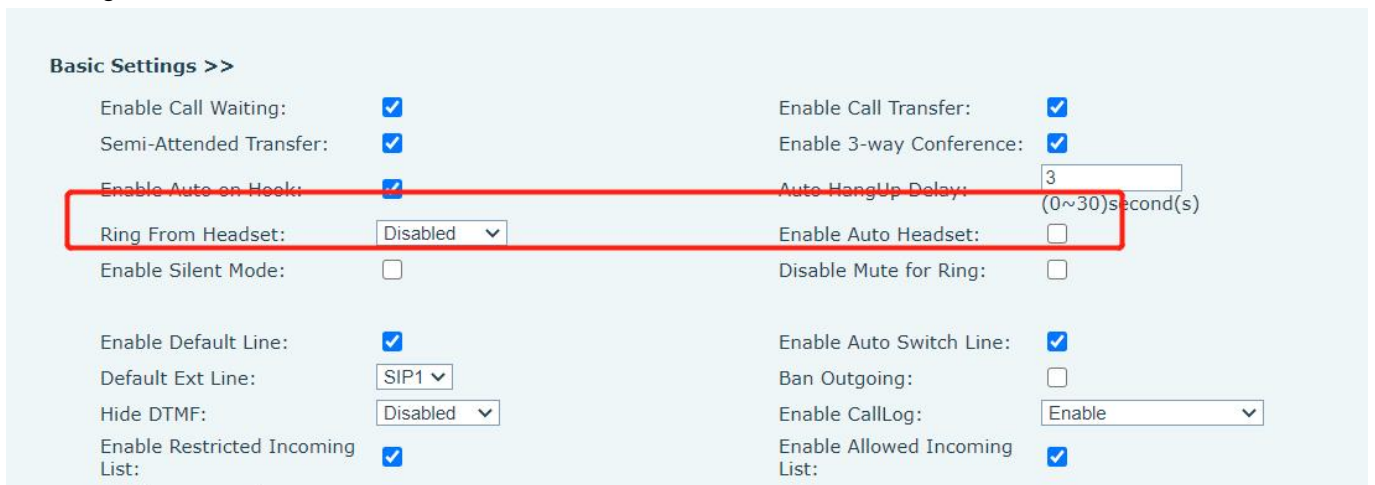 Basic Settings >>
Enable Call Waiting: Enable Call Transfer:
Semi-Attended Transfer: Enable 3-way Conference:
Enable Auto on Hook: Auto HangUp Delay: 3
(0~30)second(s)
Ring From Headset: Disabled Enable Auto Headset:
Enable Silent Mode: Disable Mute for Ring:
Enable Default Line: Enable Auto Switch Line:
Default Ext Line: SIP1 Ban Outgoing:
Hide DTMF: Disabled Enable CallLog: Enable
Enable Restricted Incoming List: Enable Allowed Incoming List: